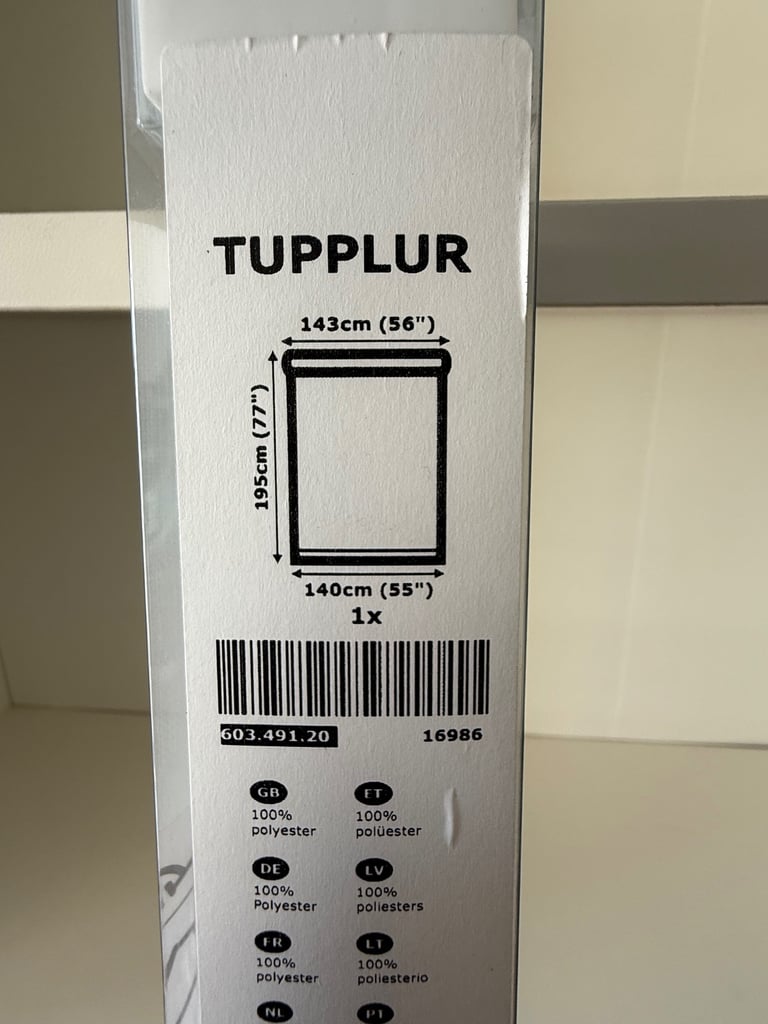 TUPPLUR
143cm (56")
195cm (77")
140cm (55")
1x
603.491.20 16986
GB ET
100% 100%
polyester polüester
DE LV
100% 100%
Polyester poliesters
FR LT
100% 100%
polyester poliesterio
NL PT